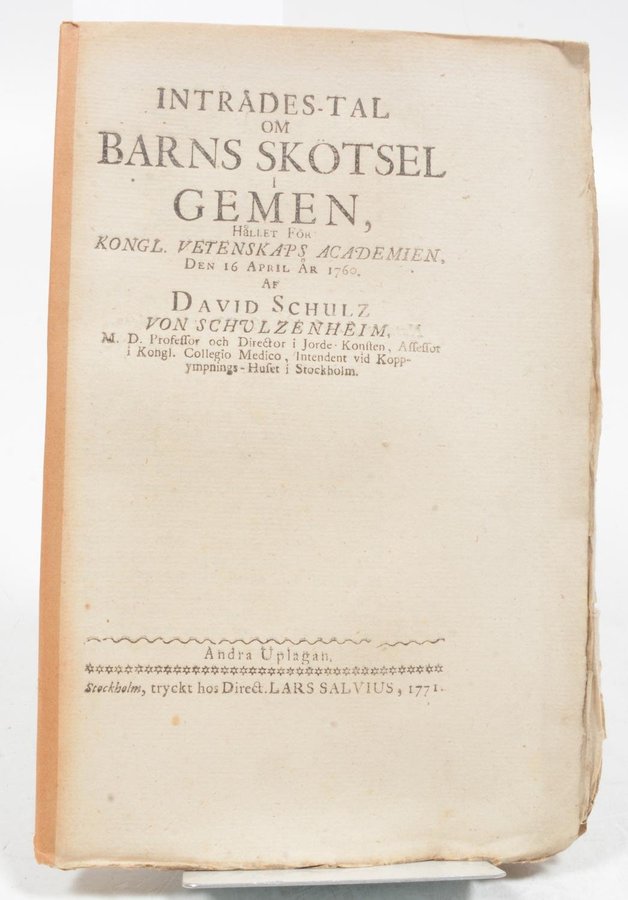 INTRÅDES-TAL
OM
BARNS SKÖTSEL
I
GEMEN,
HÅLLET FÖR
KONGL. VETENSKAPS ACADEMIEN,
DEN 16 APRIL ÅR 1760.
AF
DAVID SCHULZ
VON SCHULZENHEIM,
M. D. Profeſſor och Director i Jorde-Konſten, Aſſeſſor
i Kongl. Collegio Medico, Intendent vid Kopp-
ympnings-Huſet i Stockholm.
Andra Uplagan.
Stockholm, tryckt hos Direct. LARS SALVIUS, 1771.